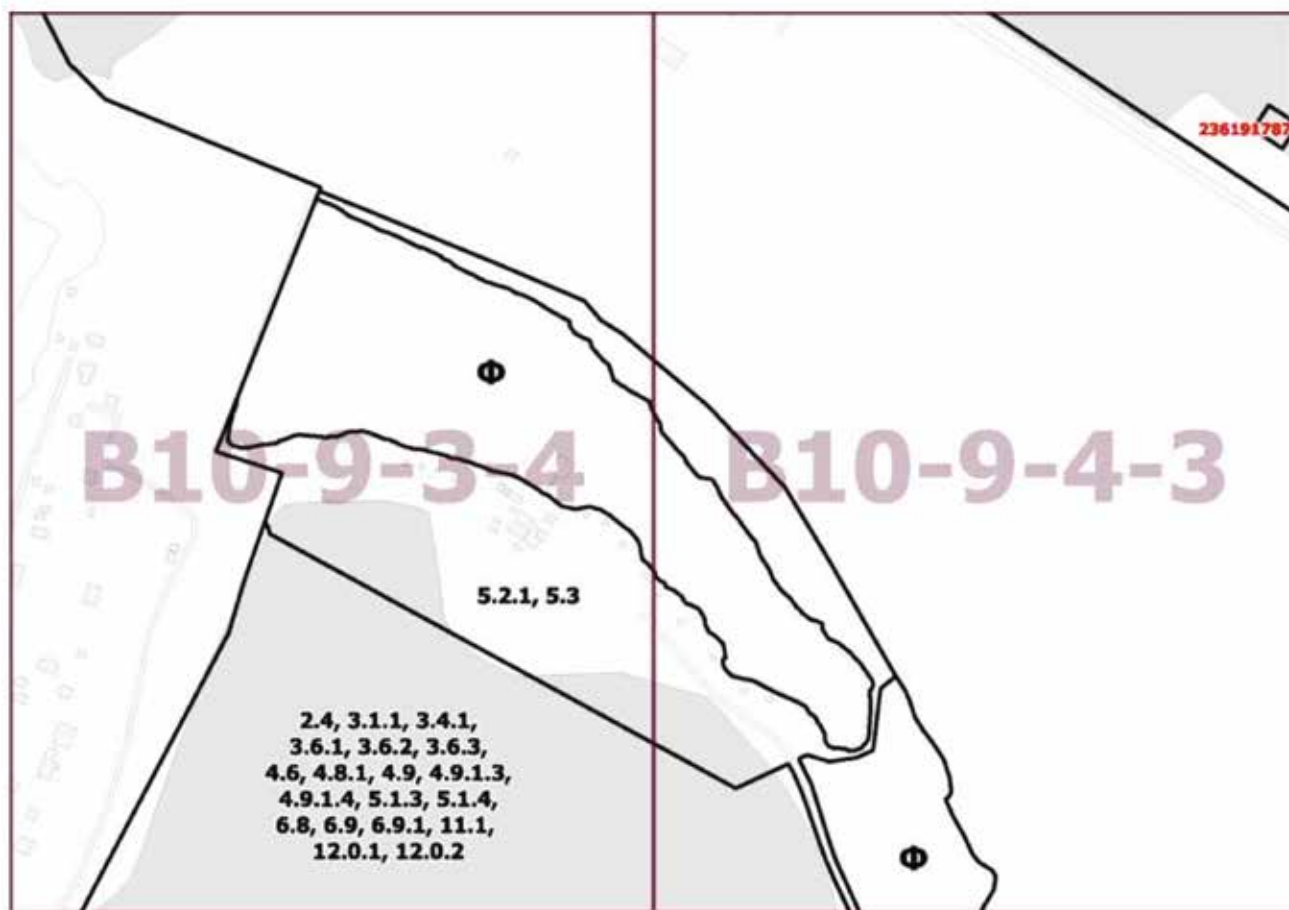 236191787
Ф
В10-9-3-4
В10-9-4-3
5.2.1, 5.3
2.4, 3.1.1, 3.4.1,
3.6.1, 3.6.2, 3.6.3,
4.6, 4.8.1, 4.9, 4.9.1.3,
4.9.1.4, 5.1.3, 5.1.4,
6.8, 6.9, 6.9.1, 11.1,
12.0.1, 12.0.2
Ф